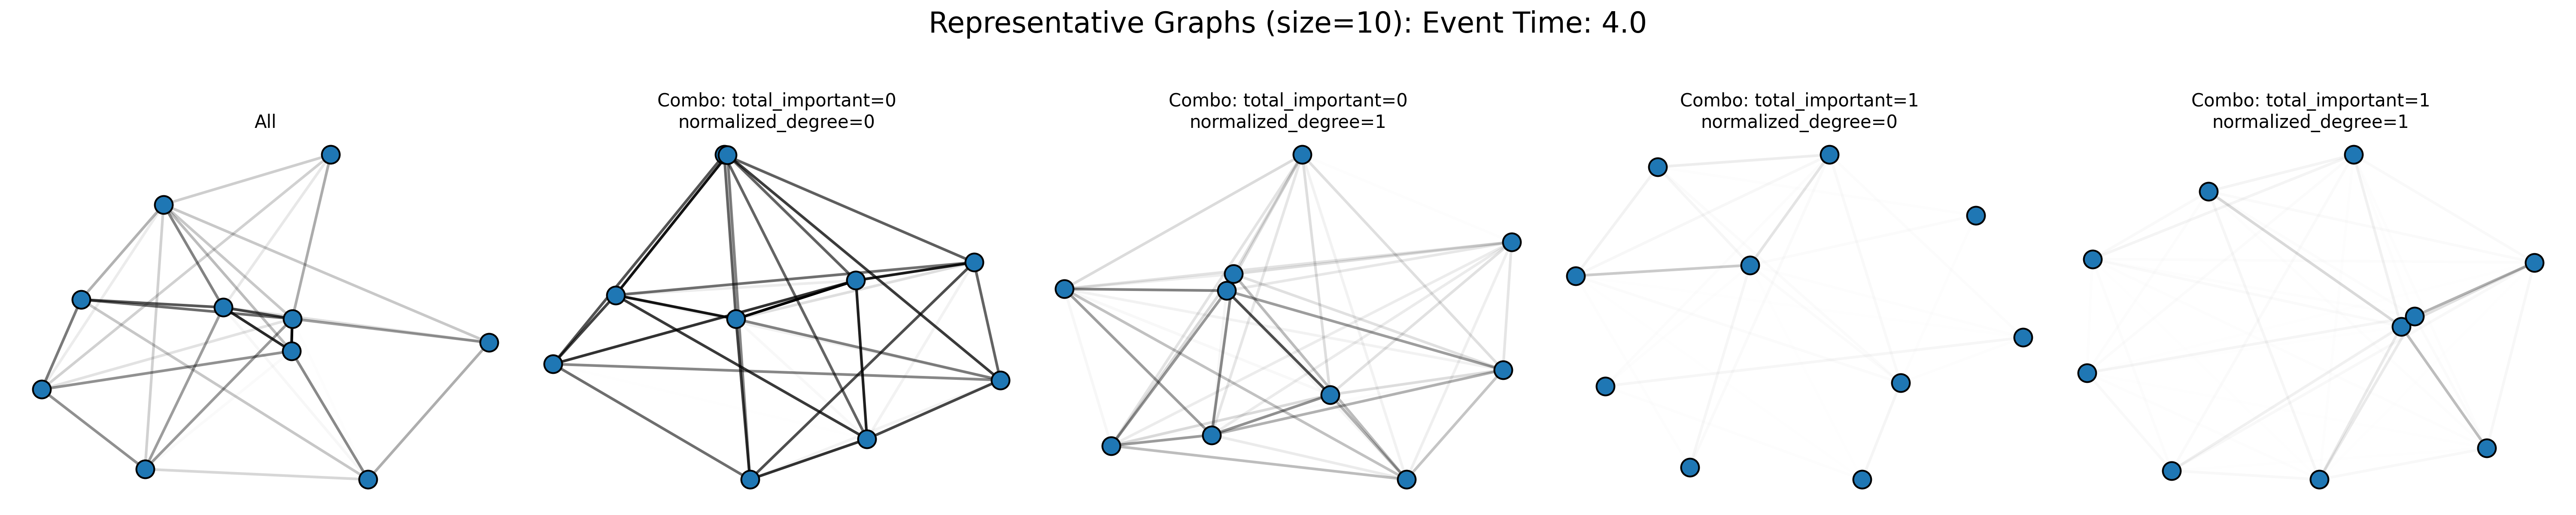 Representative Graphs (size=10): Event Time: 4.0
All
Combo: total_important=0
normalized_degree=0
Combo: total_important=0
normalized_degree=1
Combo: total_important=1
normalized_degree=0
Combo: total_important=1
normalized_degree=1